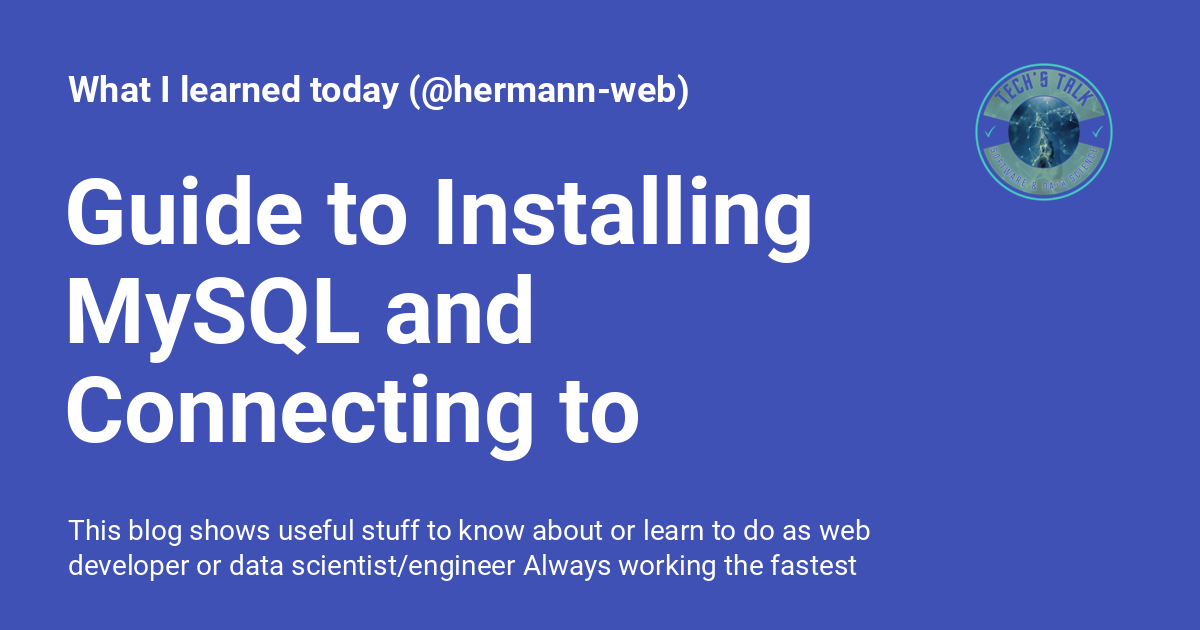 What I learned today (@hermann-web)
TECH'S TALK
SOFTWARE & DATA SCIENCE
Guide to Installing
MySQL and
Connecting to
This blog shows useful stuff to know about or learn to do as web
developer or data scientist/engineer Always working the fastest